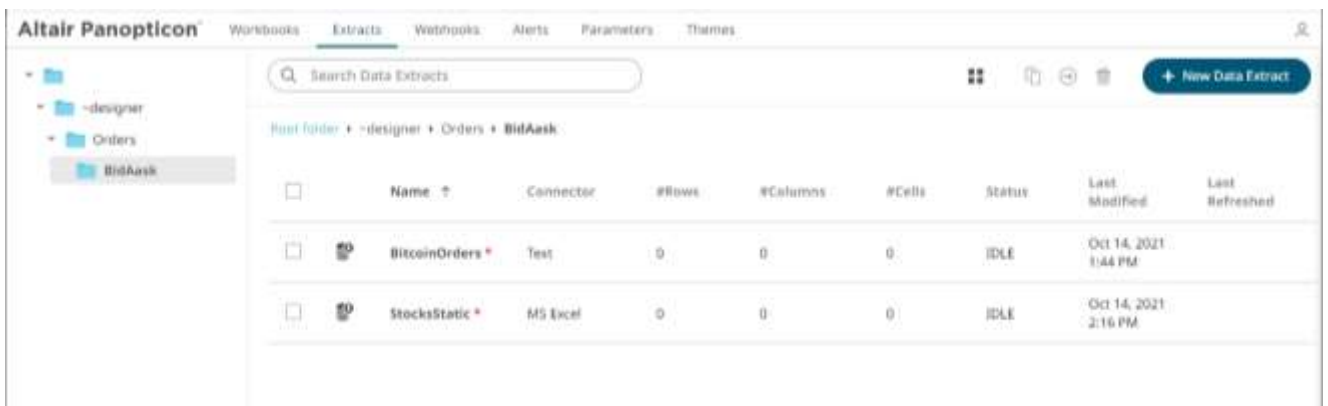 Altair Panopticon Workbooks Extracts Webhooks Alerts Parameters Themes
Search Data Extracts + New Data Extract
~designer
Orders
BidAask
Root folder ~designer Orders BidAask
Name ↑ Connector #Rows #Columns #Cells Status Last Modified Last Refreshed
BitcoinOrders * Text 0 0 0 IDLE Oct 14, 2021 1:44 PM
StocksStatic * MS Excel 0 0 0 IDLE Oct 14, 2021 2:16 PM